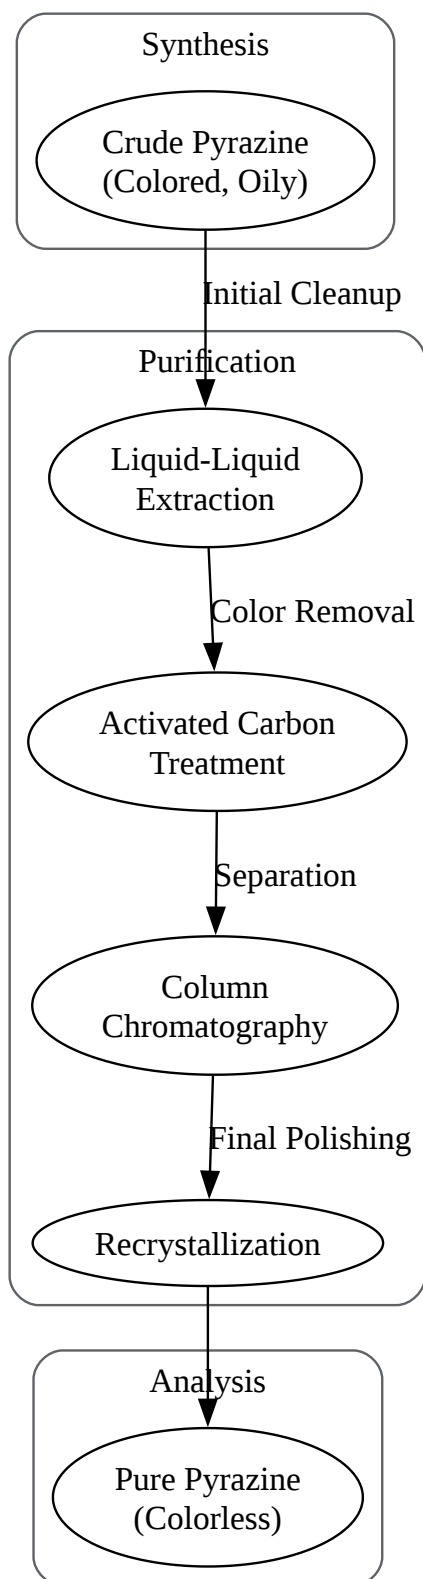 Synthesis
Crude Pyrazine
(Colored, Oily)
Initial Cleanup
Purification
Liquid-Liquid
Extraction
Color Removal
Activated Carbon
Treatment
Separation
Column
Chromatography
Final Polishing
Recrystallization
Analysis
Pure Pyrazine
(Colorless)